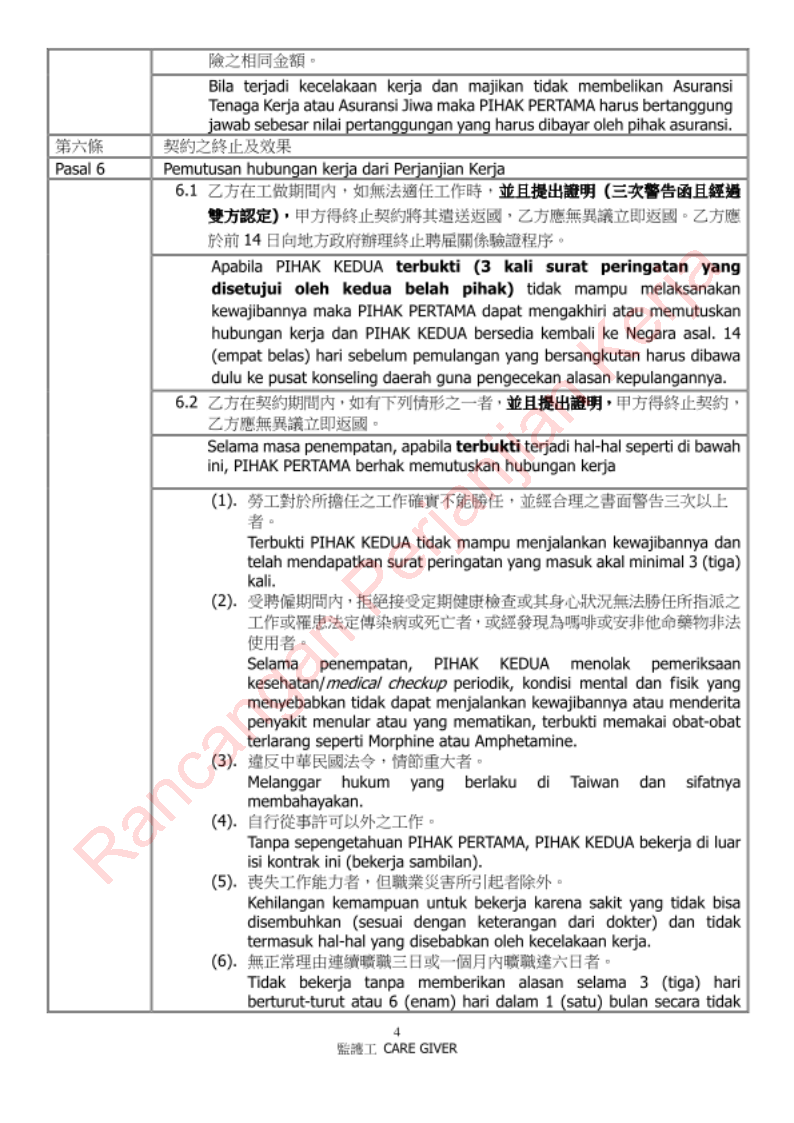 險之相同金額。
Bila terjadi kecelakaan kerja dan majikan tidak membelikan Asuransi
Tenaga Kerja atau Asuransi Jiwa maka PIHAK PERTAMA harus bertanggung
jawab sebesar nilai pertanggungan yang harus dibayar oleh pihak asuransi.
第六條 契約之終止及效果
Pasal 6 Pemutusan hubungan kerja dari Perjanjian Kerja
6.1 乙方在工做期間內，如無法適任工作時，並且提出證明 (三次警告函且經過
雙方認定)，甲方得終止契約將其遣送返國，乙方應無異議立即返國。乙方應
於前 14 日向地方政府辦理終止聘雇關係驗證程序。
Apabila PIHAK KEDUA terbukti (3 kali surat peringatan yang
disetujui oleh kedua belah pihak) tidak mampu melaksanakan
kewajibannya maka PIHAK PERTAMA dapat mengakhiri atau memutuskan
hubungan kerja dan PIHAK KEDUA bersedia kembali ke Negara asal. 14
(empat belas) hari sebelum pemulangan yang bersangkutan harus dibawa
dulu ke pusat konseling daerah guna pengecekan alasan kepulangannya.
6.2 乙方在契約期間內，如有下列情形之一者，並且提出證明，甲方得終止契約，
乙方應無異議立即返國。
Selama masa penempatan, apabila terbukti terjadi hal-hal seperti di bawah
ini, PIHAK PERTAMA berhak memutuskan hubungan kerja
(1). 勞工對於所擔任之工作確實不能勝任，並經合理之書面警告三次以上
者。
Terbukti PIHAK KEDUA tidak mampu menjalankan kewajibannya dan
telah mendapatkan surat peringatan yang masuk akal minimal 3 (tiga)
kali.
(2). 受聘僱期間內，拒絕接受定期健康檢查或其身心狀況無法勝任所指派之
工作或罹患法定傳染病或死亡者，或經發現為嗎啡或安非他命藥物非法
使用者。
Selama penempatan, PIHAK KEDUA menolak pemeriksaan
kesehatan/medical checkup periodik, kondisi mental dan fisik yang
menyebabkan tidak dapat menjalankan kewajibannya atau menderita
penyakit menular atau yang mematikan, terbukti memakai obat-obat
terlarang seperti Morphine atau Amphetamine.
(3). 違反中華民國法令，情節重大者。
Melanggar hukum yang berlaku di Taiwan dan sifatnya
membahayakan.
(4). 自行從事許可以外之工作。
Tanpa sepengetahuan PIHAK PERTAMA, PIHAK KEDUA bekerja di luar
isi kontrak ini (bekerja sambilan).
(5). 喪失工作能力者，但職業災害所引起者除外。
Kehilangan kemampuan untuk bekerja karena sakit yang tidak bisa
disembuhkan (sesuai dengan keterangan dari dokter) dan tidak
termasuk hal-hal yang disebabkan oleh kecelakaan kerja.
(6). 無正常理由連續曠職三日或一個月內曠職達六日者。
Tidak bekerja tanpa memberikan alasan selama 3 (tiga) hari
berturut-turut atau 6 (enam) hari dalam 1 (satu) bulan secara tidak
Rancangan Perjanjian Kerja
4
監護工 CARE GIVER